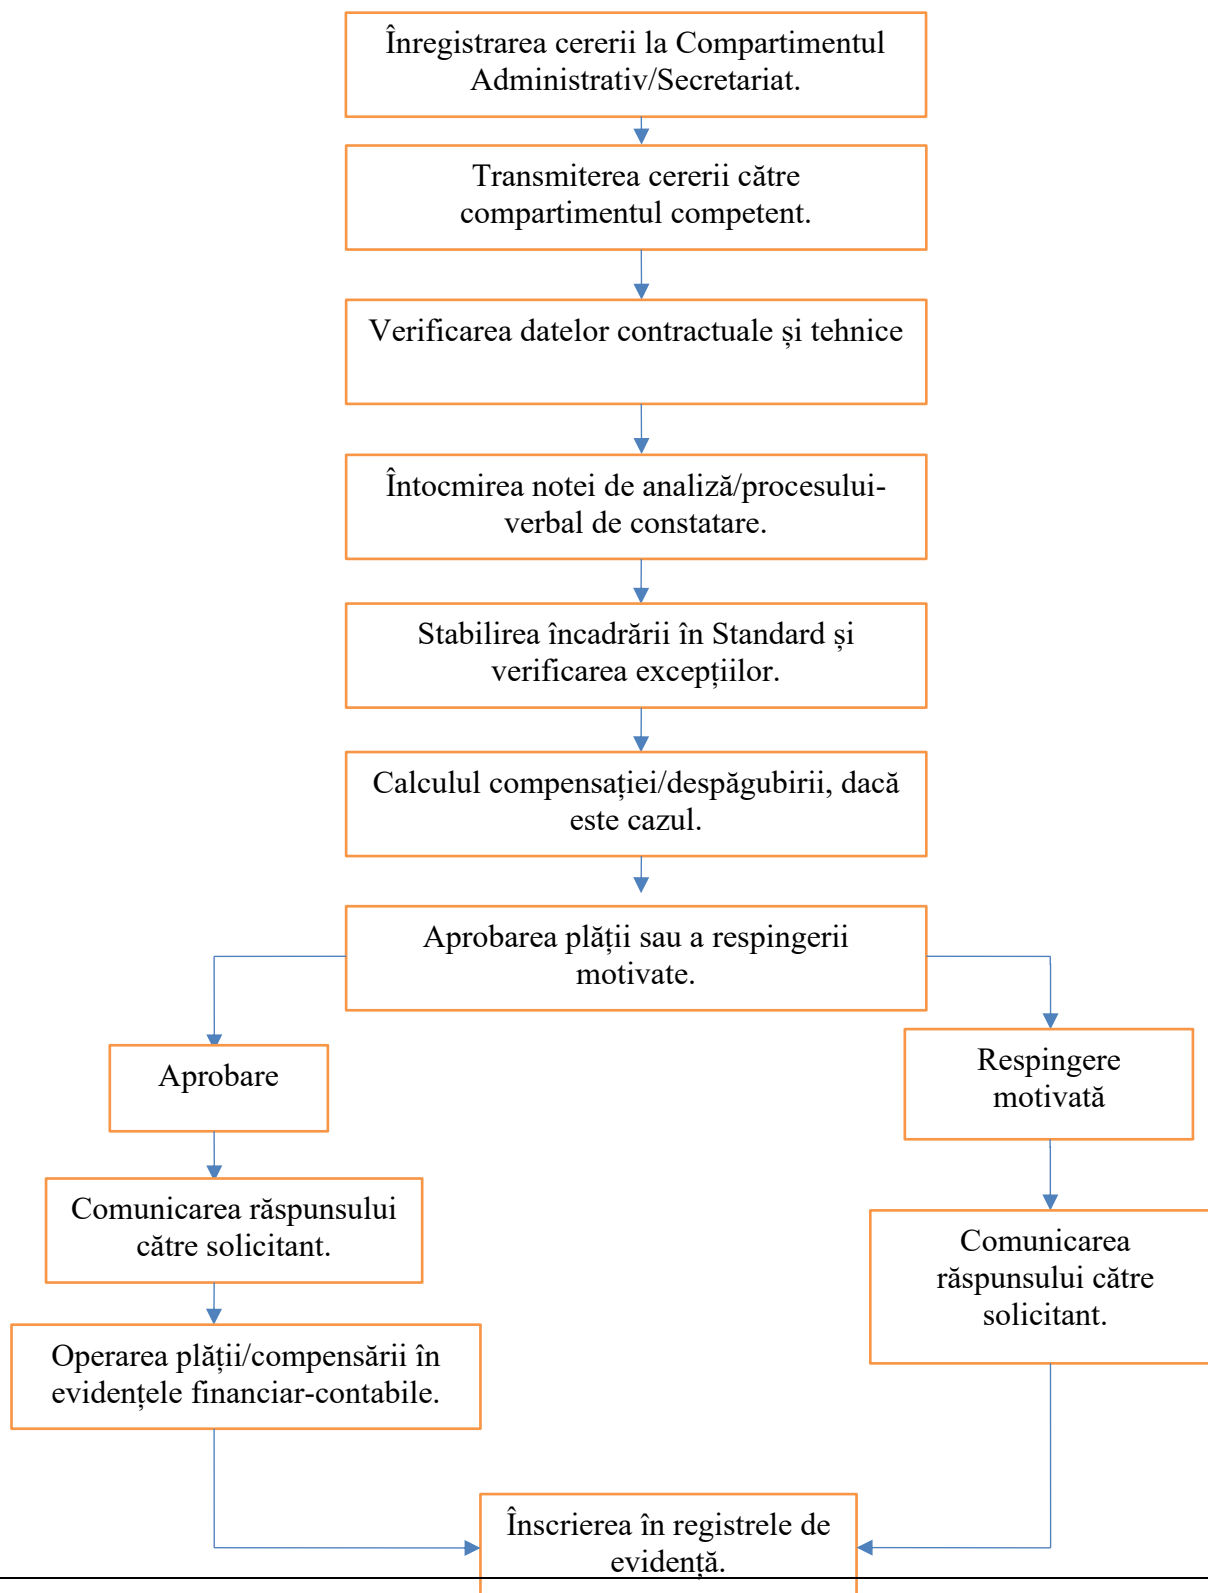 Înregistrarea cererii la Compartimentul
Administrativ/Secretariat.
Transmiterea cererii către
compartimentul competent.
Verificarea datelor contractuale și tehnice
Întocmirea notei de analiză/procesului-
verbal de constatare.
Stabilirea încadrării în Standard și
verificarea excepțiilor.
Calculul compensației/despăgubirii, dacă
este cazul.
Aprobarea plății sau a respingerii
motivate.
Aprobare
Respingere
motivată
Comunicarea răspunsului
către solicitant.
Comunicarea
răspunsului către
solicitant.
Operarea plății/compensării în
evidențele financiar-contabile.
Înscrierea în registrele de
evidență.